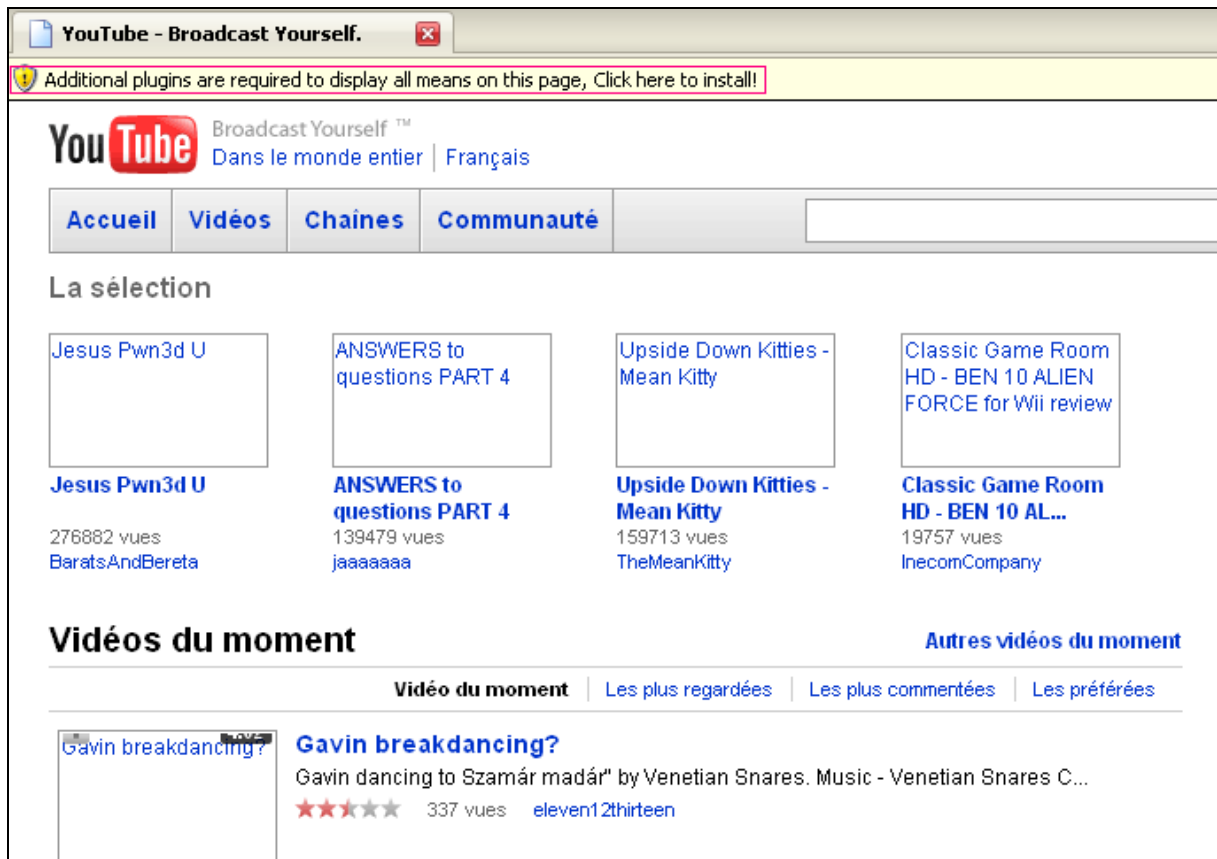 YouTube - Broadcast Yourself.
Additional plugins are required to display all means on this page, Click here to install!
YouTube
Broadcast Yourself ™
Dans le monde entier | Français
Accueil Vidéos Chaînes Communauté
La sélection
Jesus Pwn3d U
Jesus Pwn3d U
276882 vues
BaratsAndBereta
ANSWERS to
questions PART 4
ANSWERS to
questions PART 4
139479 vues
jaaaaaaa
Upside Down Kitties -
Mean Kitty
Upside Down Kitties -
Mean Kitty
159713 vues
TheMeanKitty
Classic Game Room
HD - BEN 10 ALIEN
FORCE for Wii review
Classic Game Room
HD - BEN 10 AL...
19757 vues
InecomCompany
Vidéos du moment
Autres vidéos du moment
Vidéo du moment | Les plus regardées | Les plus commentées | Les préférées
Gavin breakdancing?
Gavin breakdancing?
Gavin dancing to Szamár madár" by Venetian Snares. Music - Venetian Snares C...
337 vues eleven12thirteen